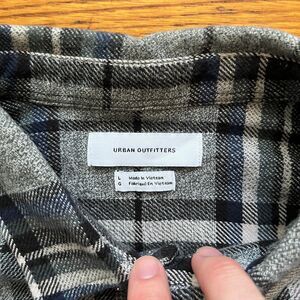 URBAN OUTFITTERS
L Made in Vietnam
G Fabriqué En Vietnam